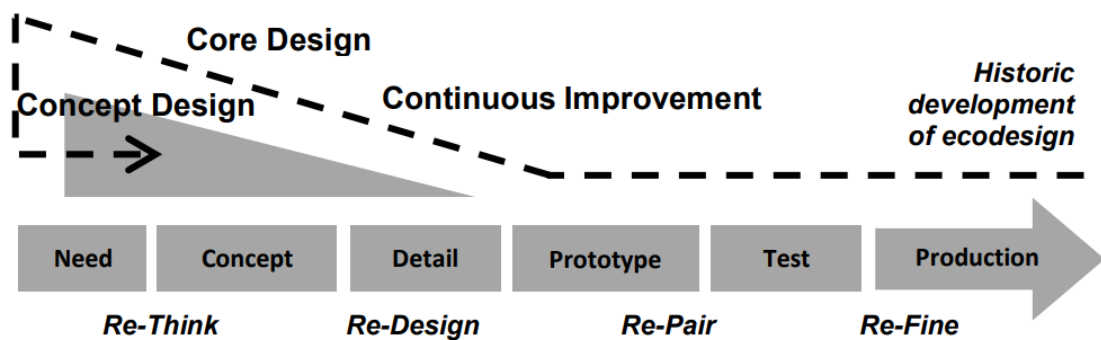 Core Design
Concept Design
Continuous Improvement
Historic
development
of ecodesign
Need
Concept
Detail
Prototype
Test
Production
Re-Think
Re-Design
Re-Pair
Re-Fine